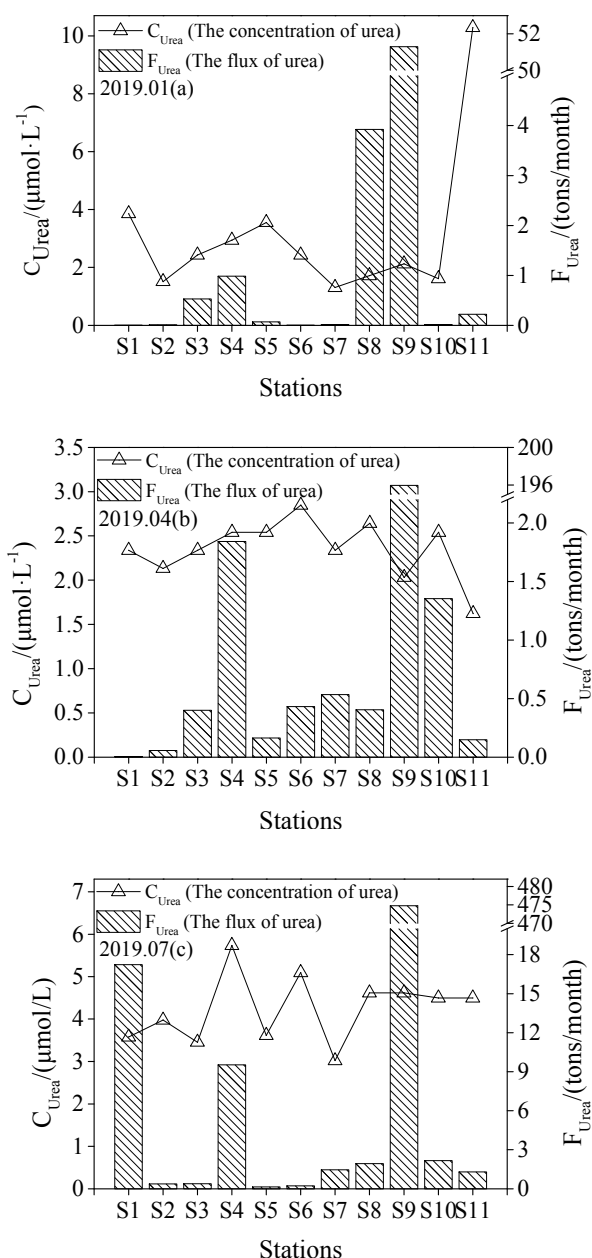 C_Urea (The concentration of urea)
F_Urea (The flux of urea)
2019.01(a)
10
8
6
4
2
0
C_Urea/(μmol·L⁻¹)
52
50
4
3
2
1
0
F_Urea/(tons/month)
S1 S2 S3 S4 S5 S6 S7 S8 S9 S10 S11
Stations
C_Urea (The concentration of urea)
F_Urea (The flux of urea)
2019.04(b)
3.5
3.0
2.5
2.0
1.5
1.0
0.5
0.0
C_Urea/(μmol·L⁻¹)
200
196
2.0
1.5
1.0
0.5
0.0
F_Urea/(tons/month)
S1 S2 S3 S4 S5 S6 S7 S8 S9 S10 S11
Stations
C_Urea (The concentration of urea)
F_Urea (The flux of urea)
2019.07(c)
7
6
5
4
3
2
1
0
C_Urea/(μmol/L)
480
475
470
18
15
12
9
6
3
0
F_Urea/(tons/month)
S1 S2 S3 S4 S5 S6 S7 S8 S9 S10 S11
Stations